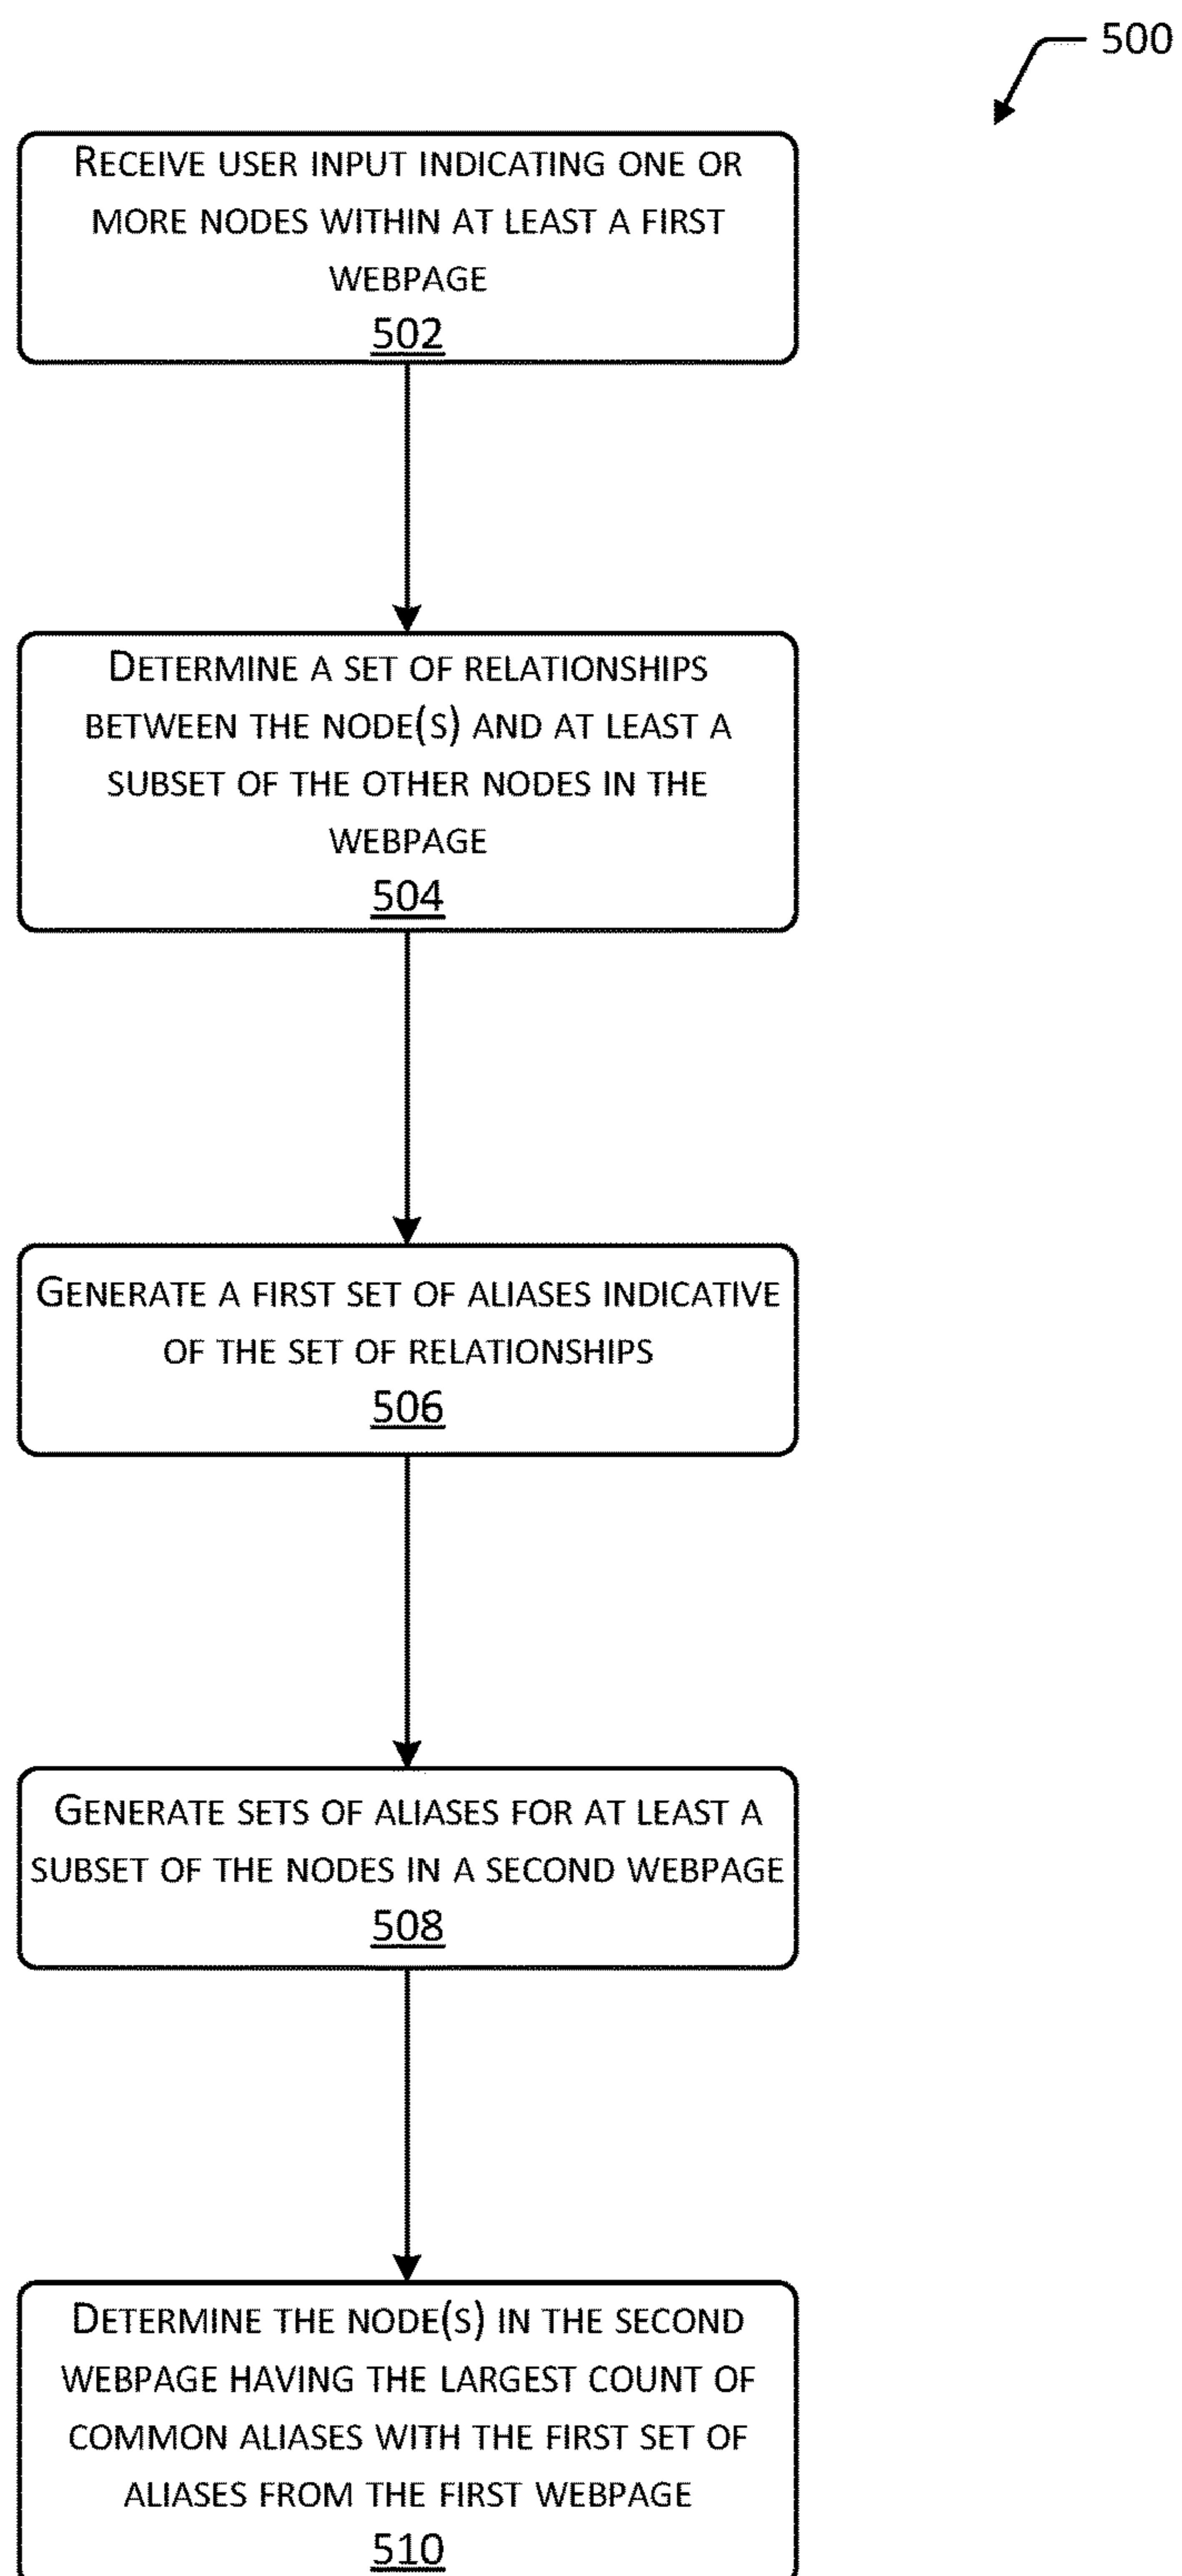 500
RECEIVE USER INPUT INDICATING ONE OR
MORE NODES WITHIN AT LEAST A FIRST
WEBPAGE
502
DETERMINE A SET OF RELATIONSHIPS
BETWEEN THE NODE(S) AND AT LEAST A
SUBSET OF THE OTHER NODES IN THE
WEBPAGE
504
GENERATE A FIRST SET OF ALIASES INDICATIVE
OF THE SET OF RELATIONSHIPS
506
GENERATE SETS OF ALIASES FOR AT LEAST A
SUBSET OF THE NODES IN A SECOND WEBPAGE
508
DETERMINE THE NODE(S) IN THE SECOND
WEBPAGE HAVING THE LARGEST COUNT OF
COMMON ALIASES WITH THE FIRST SET OF
ALIASES FROM THE FIRST WEBPAGE
510